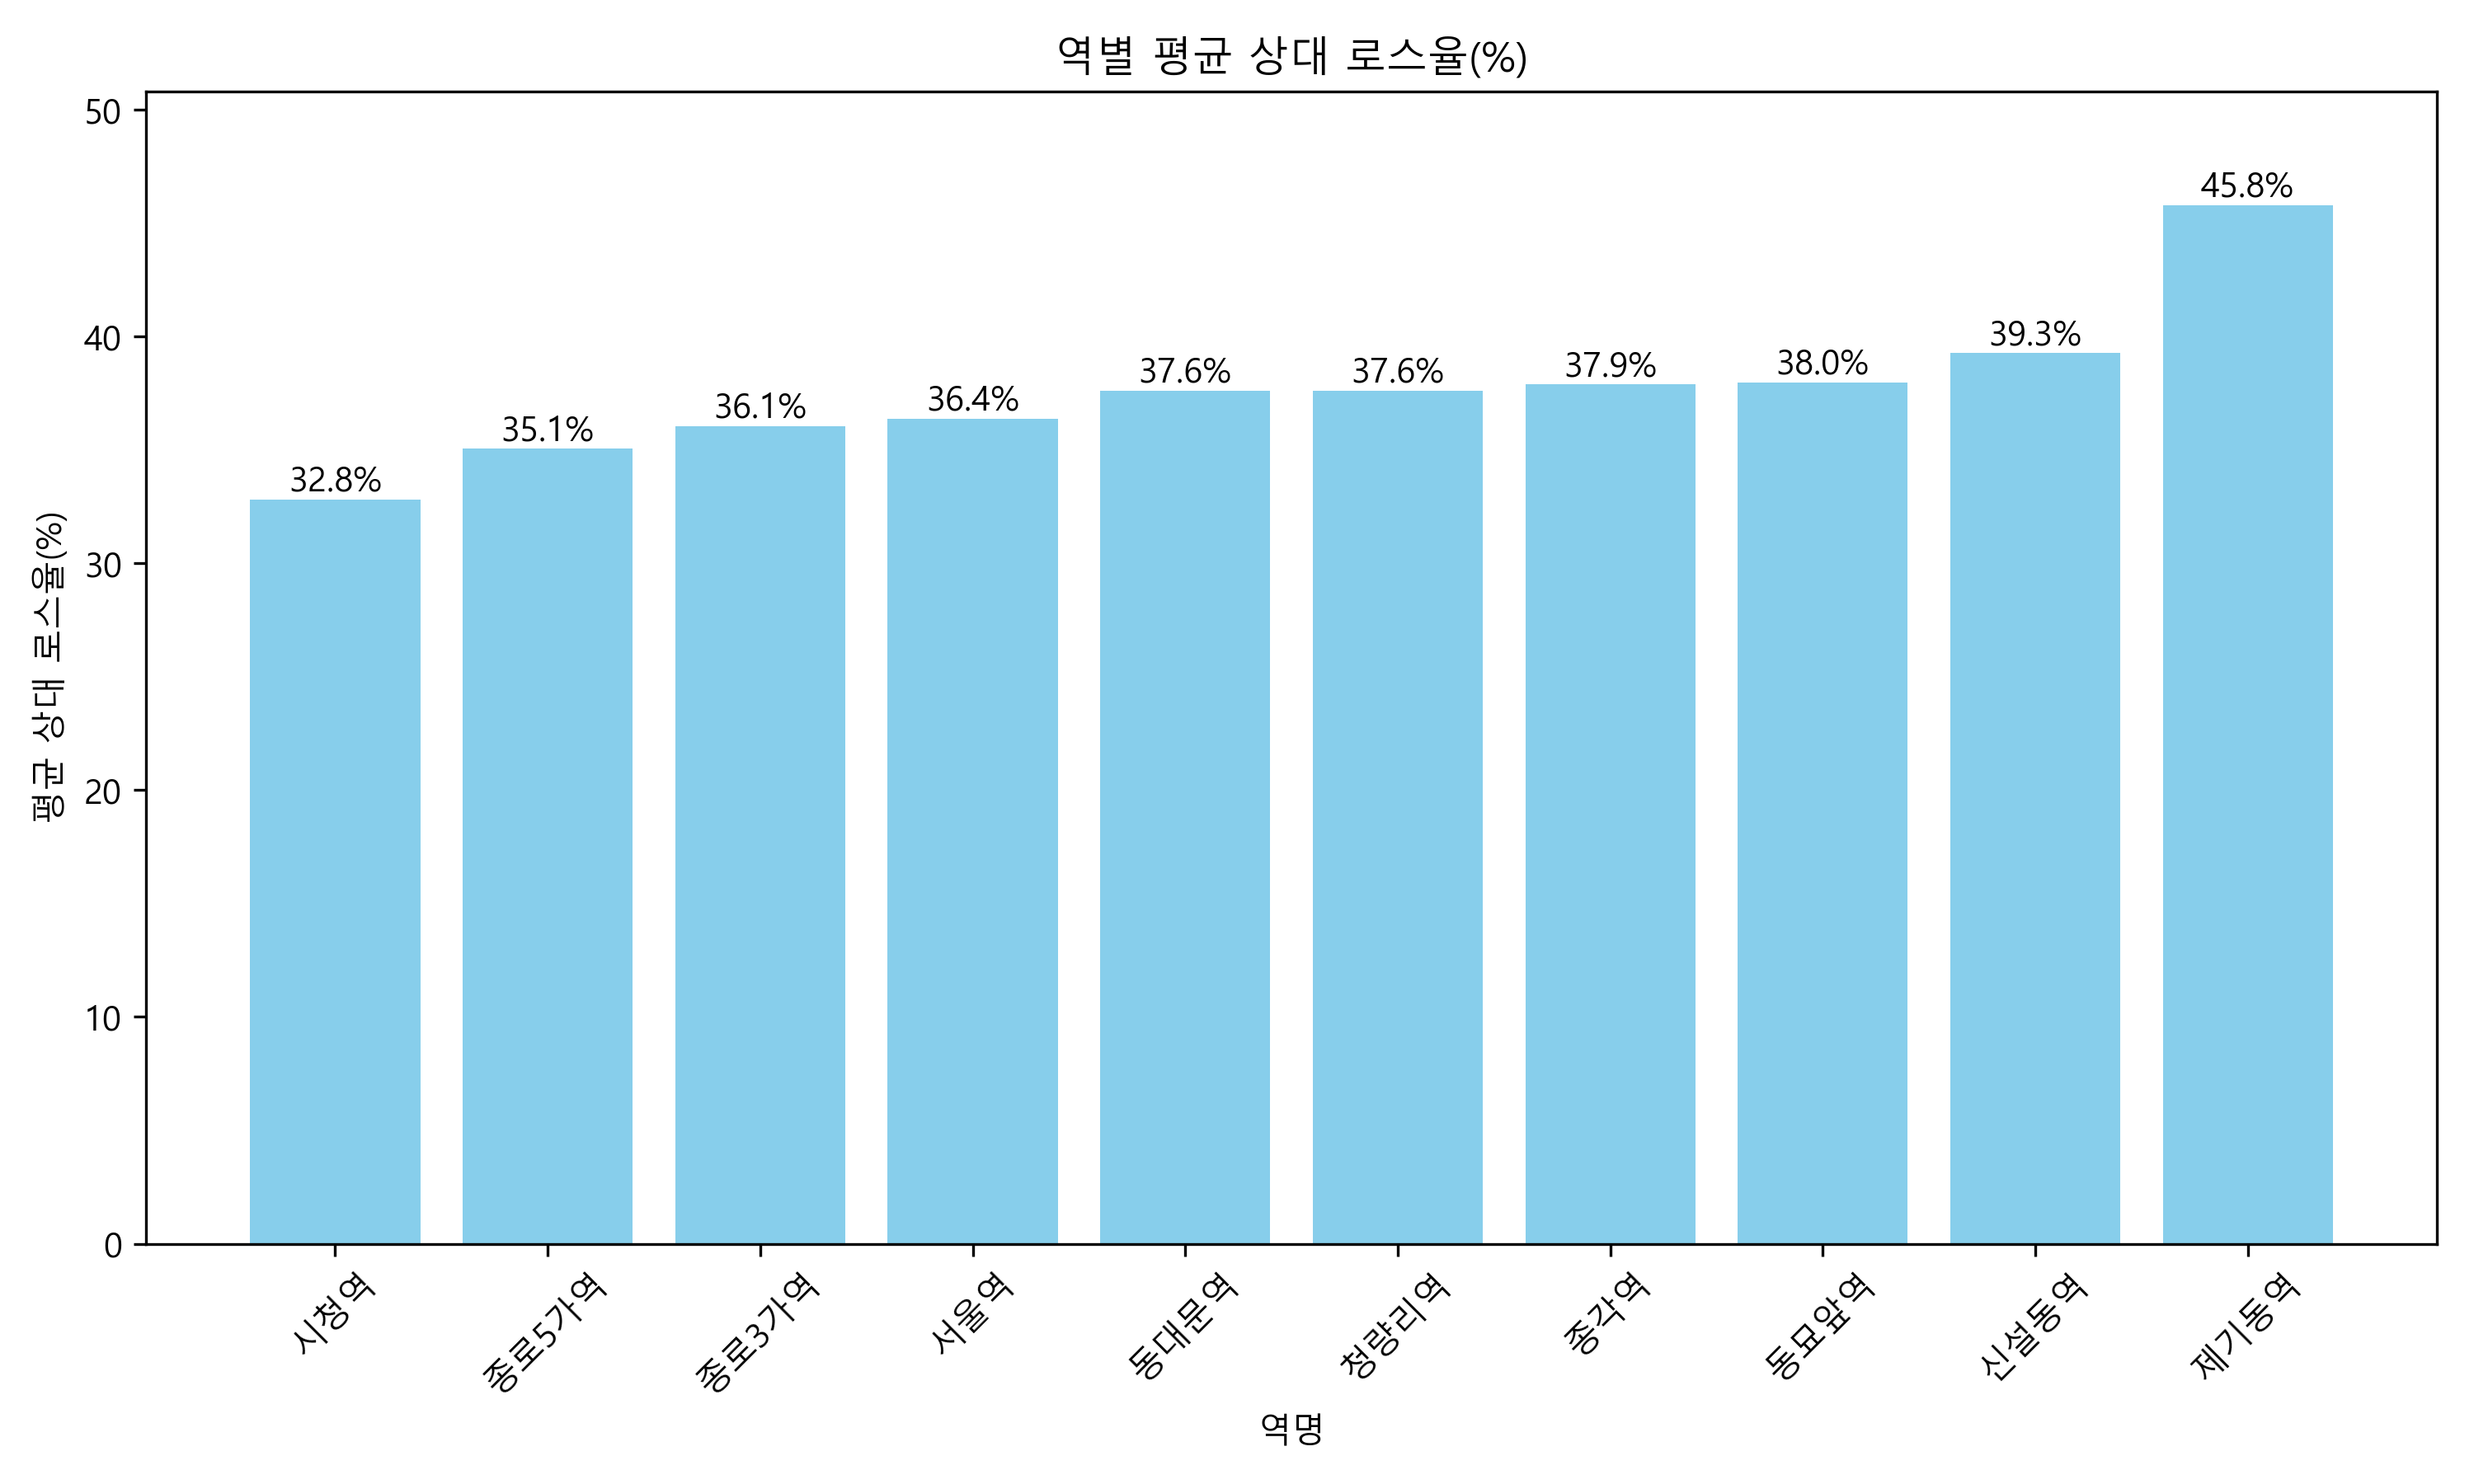 역별 평균 상대 로스율(%)
평균 상대 로스율(%)
50
40
30
20
10
0
32.8%
35.1%
36.1%
36.4%
37.6%
37.6%
37.9%
38.0%
39.3%
45.8%
시청역
종로5가역
종로3가역
서울역
동대문역
청량리역
종각역
동묘앞역
신설동역
제기동역
역명